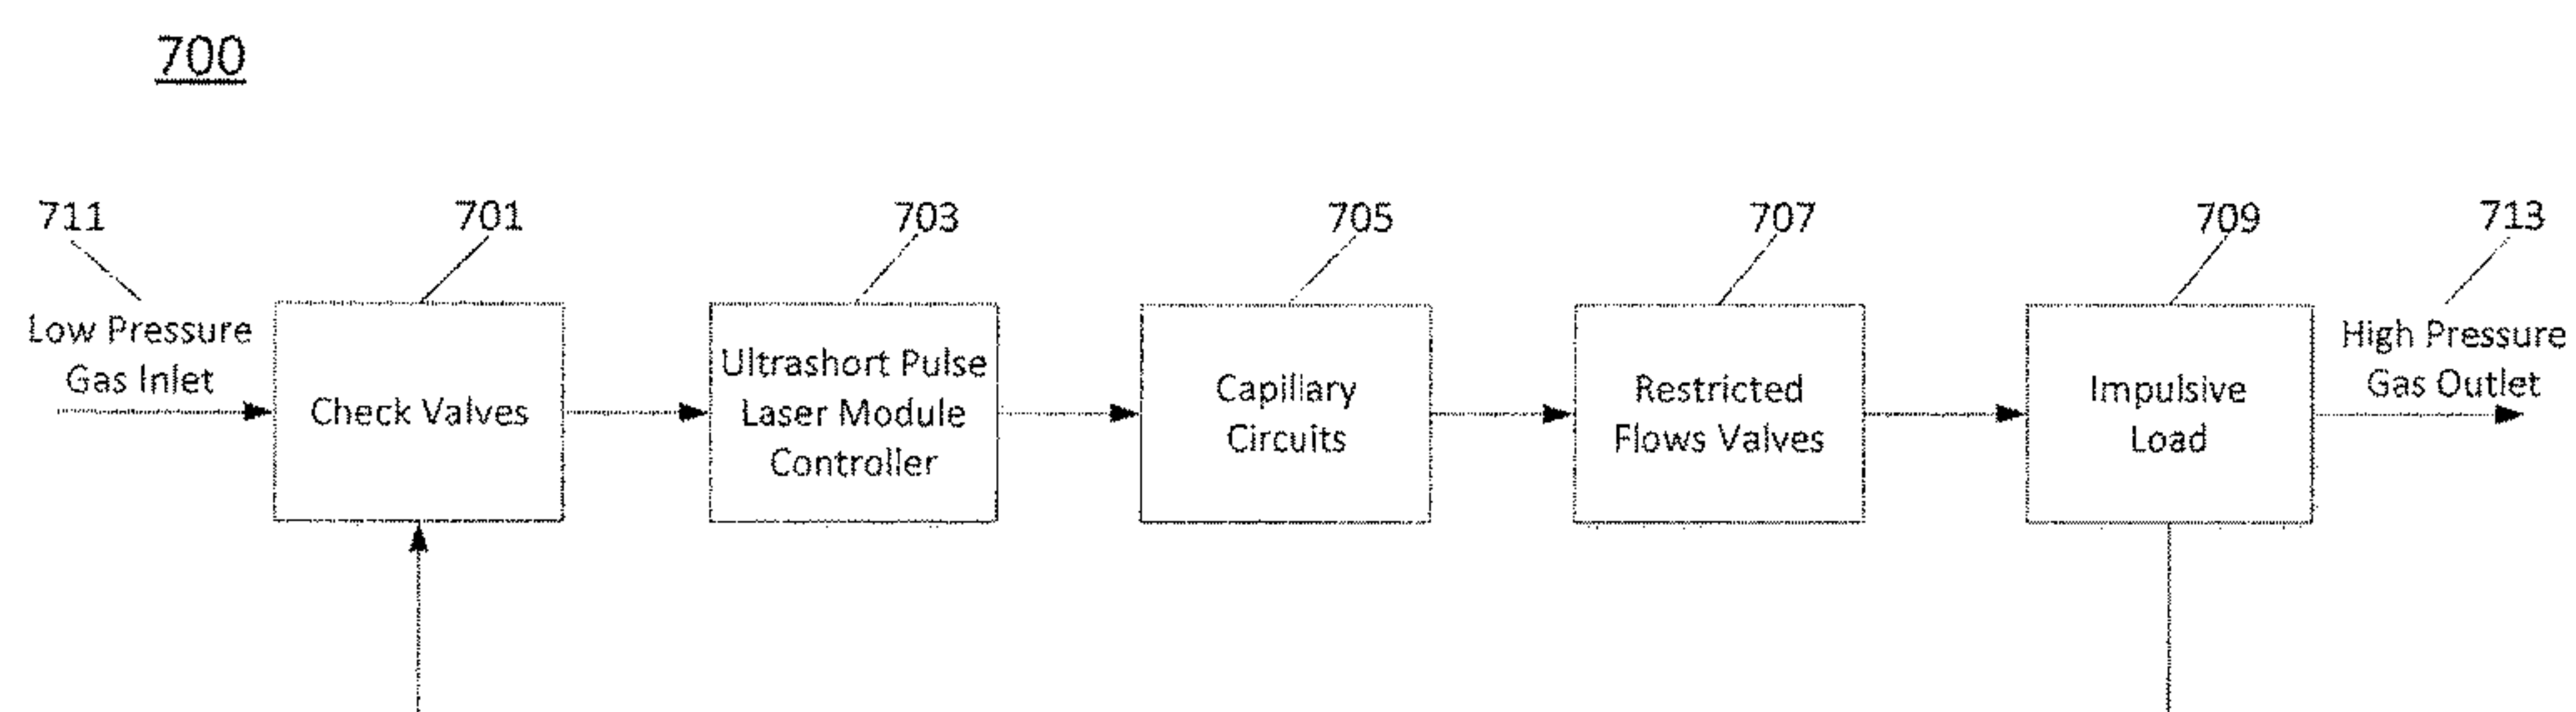 700
711
701
703
705
707
709
713
Low Pressure
Gas Inlet
Check Valves
Ultrashort Pulse
Laser Module
Controller
Capillary
Circuits
Restricted
Flows Valves
Impulsive
Load
High Pressure
Gas Outlet